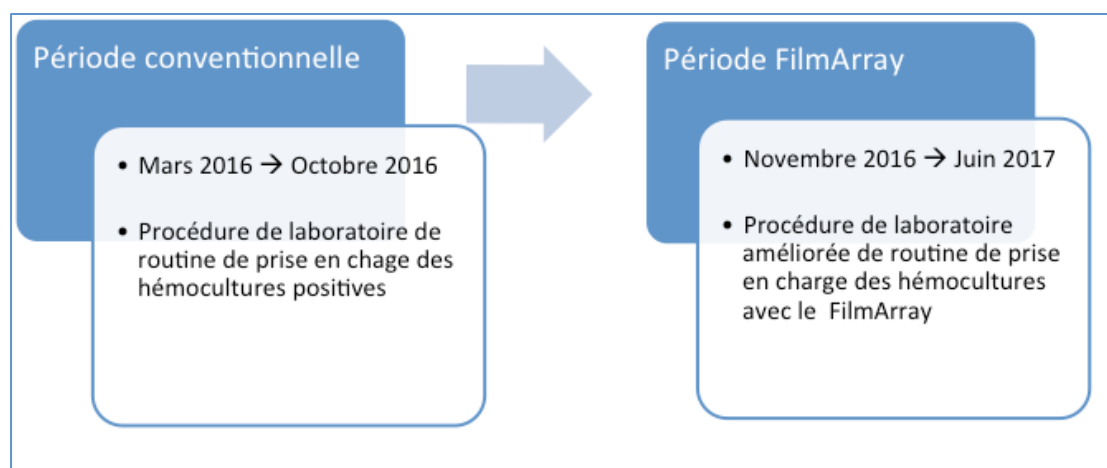 Période conventionnelle
• Mars 2016 → Octobre 2016
• Procédure de laboratoire de
routine de prise en chage des
hémocultures positives
Période FilmArray
• Novembre 2016 → Juin 2017
• Procédure de laboratoire
améliorée de routine de prise
en charge des hémocultures
avec le FilmArray